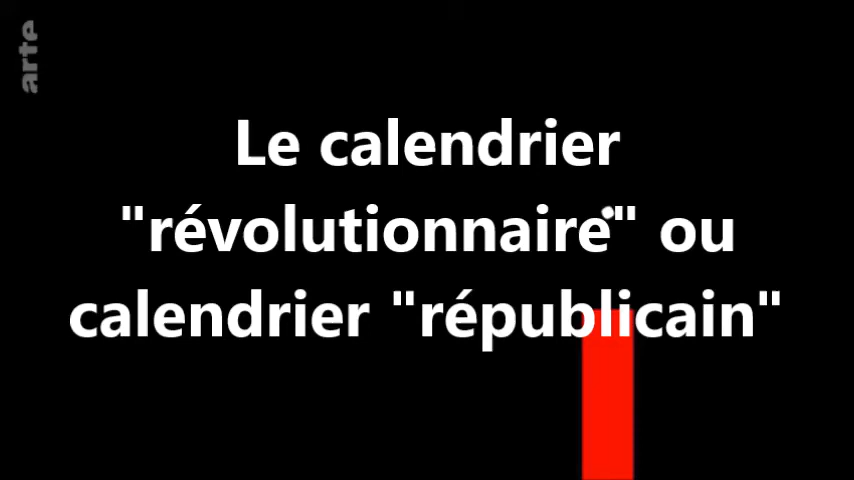 arte
Le calendrier
"révolutionnaire" ou
calendrier "républicain"